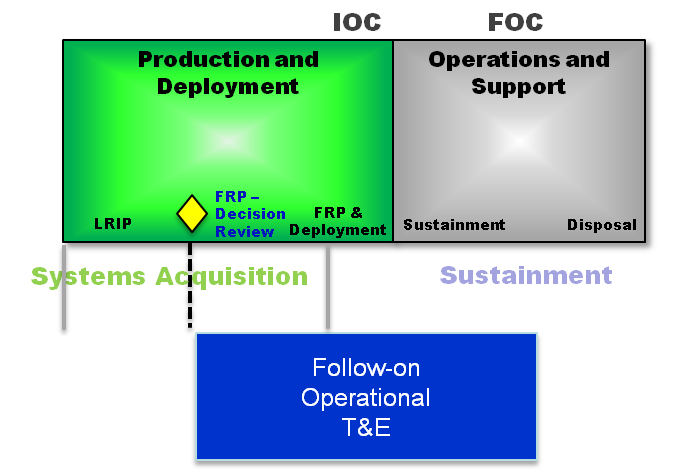 IOC
FOC
Production and
Deployment
Operations and
Support
LRIP
FRP –
Decision
Review
FRP &
Deployment
Sustainment
Disposal
Systems Acquisition
Sustainment
Follow-on
Operational
T&E